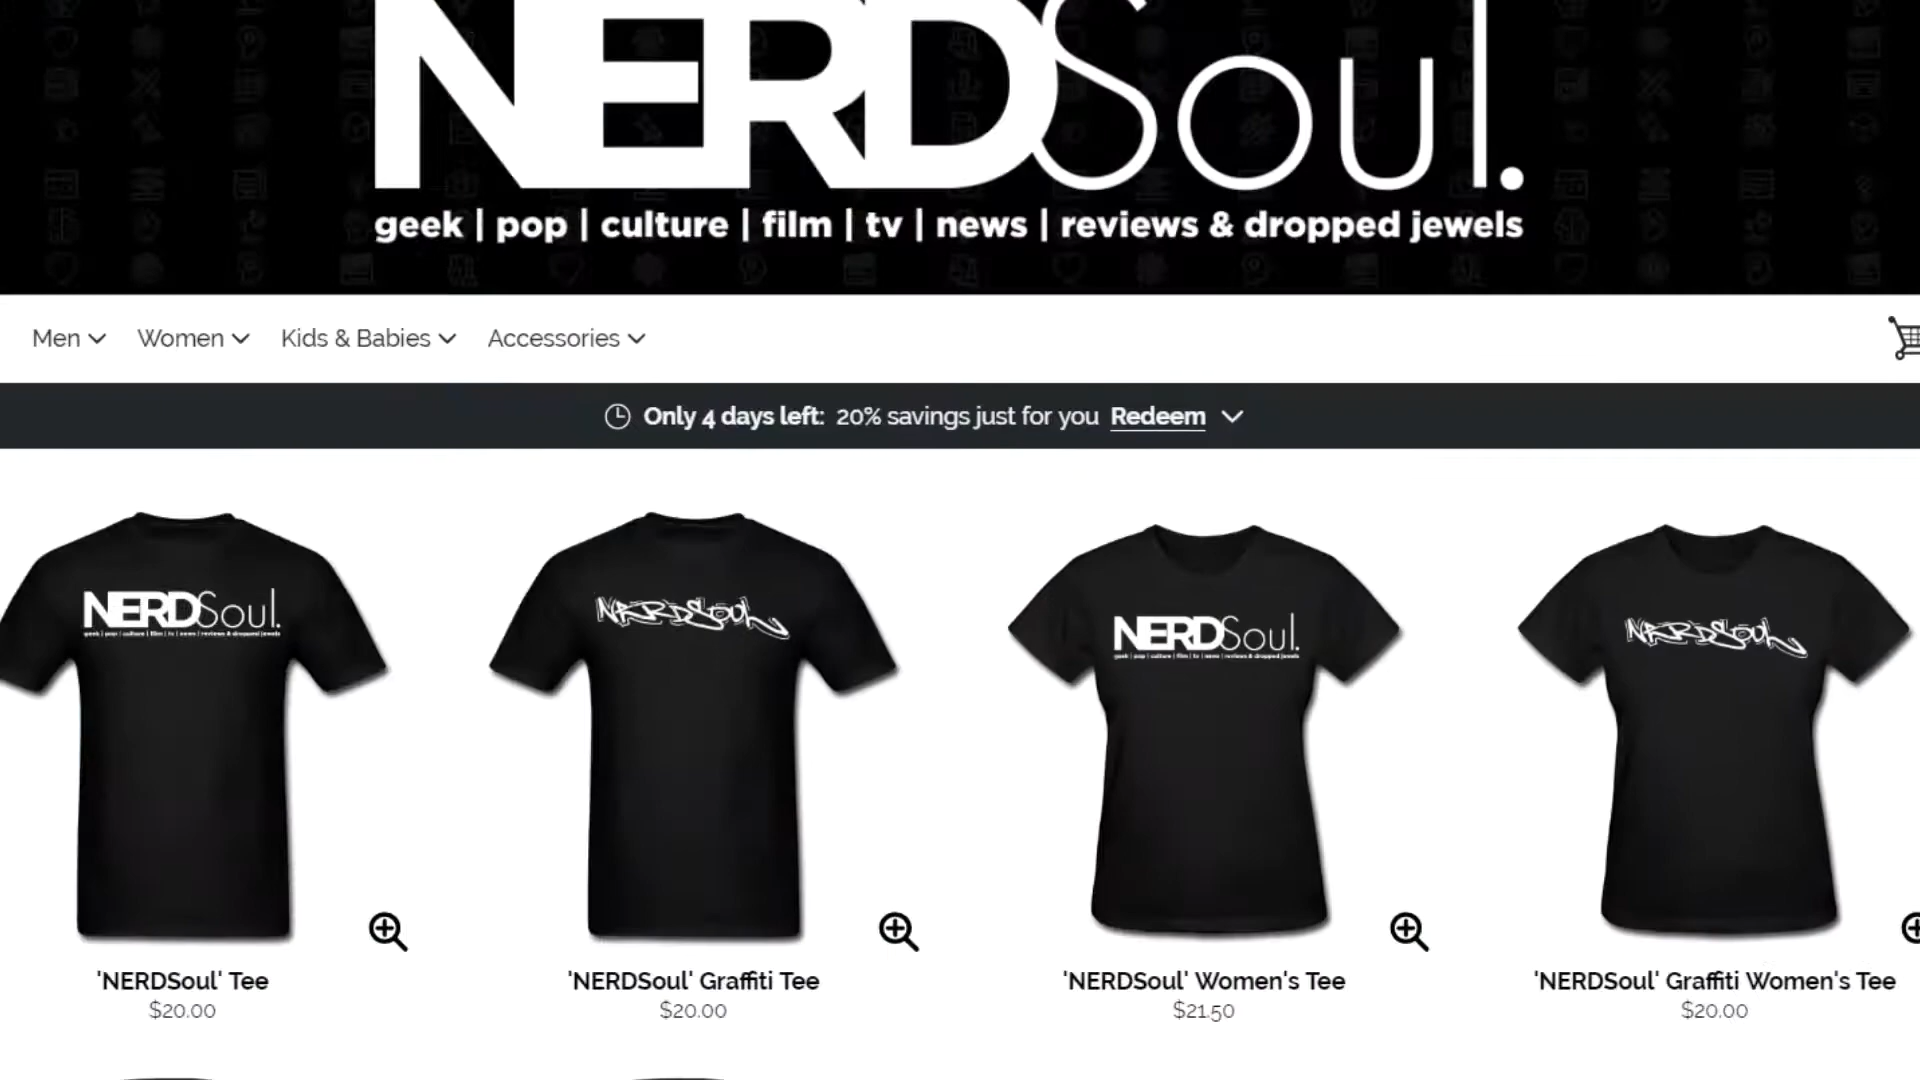 NERDSoul.
geek | pop | culture | film | tv | news | reviews & dropped jewels
Men Women Kids & Babies Accessories
Only 4 days left: 20% savings just for you Redeem
NERDSoul.
geek | pop | culture | film | tv | news | reviews & dropped jewels
NERDSOUL
NERDSoul.
geek | pop | culture | film | tv | news | reviews & dropped jewels
NERDSOUL
'NERDSoul' Tee
$20.00
'NERDSoul' Graffiti Tee
$20.00
'NERDSoul' Women's Tee
$21.50
'NERDSoul' Graffiti Women's Tee
$20.00